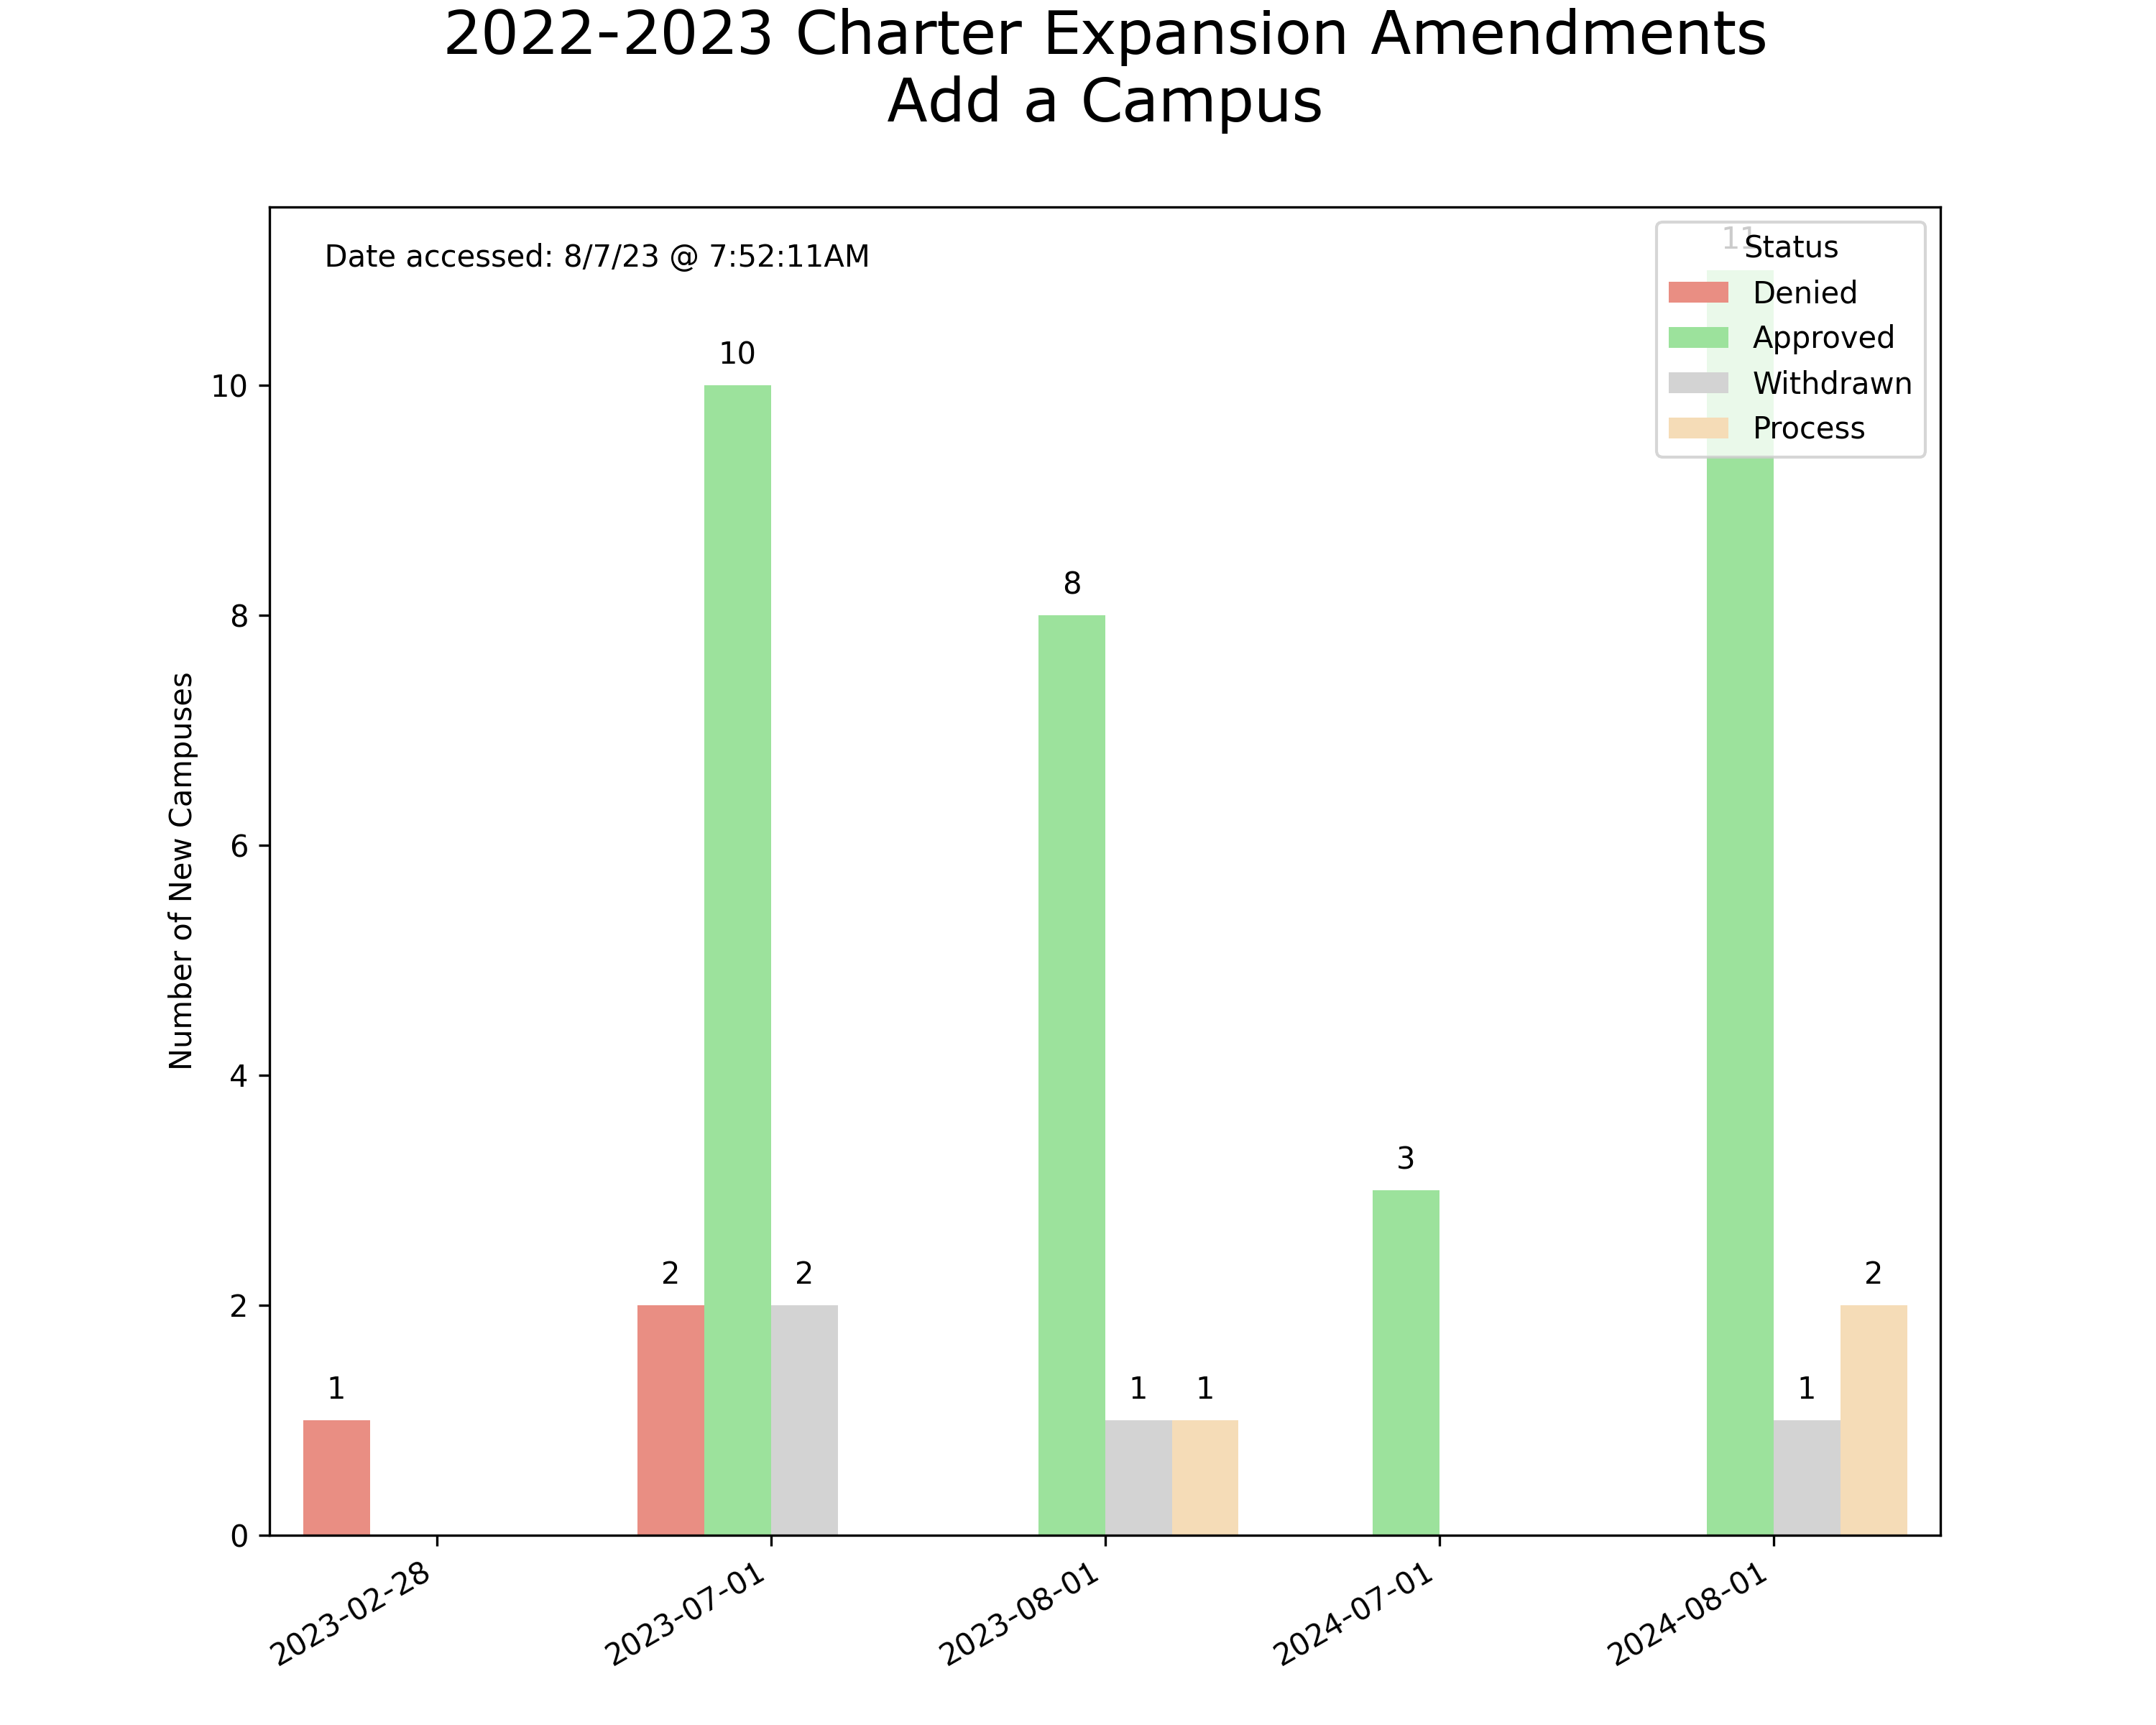 2022-2023 Charter Expansion Amendments
Add a Campus
Date accessed: 8/7/23 @ 7:52:11AM
11
Status
Denied
Approved
Withdrawn
Process
10
8
3
2
2
2
1
1
1
1
Number of New Campuses
10
8
6
4
2
0
2023-02-28
2023-07-01
2023-08-01
2024-07-01
2024-08-01